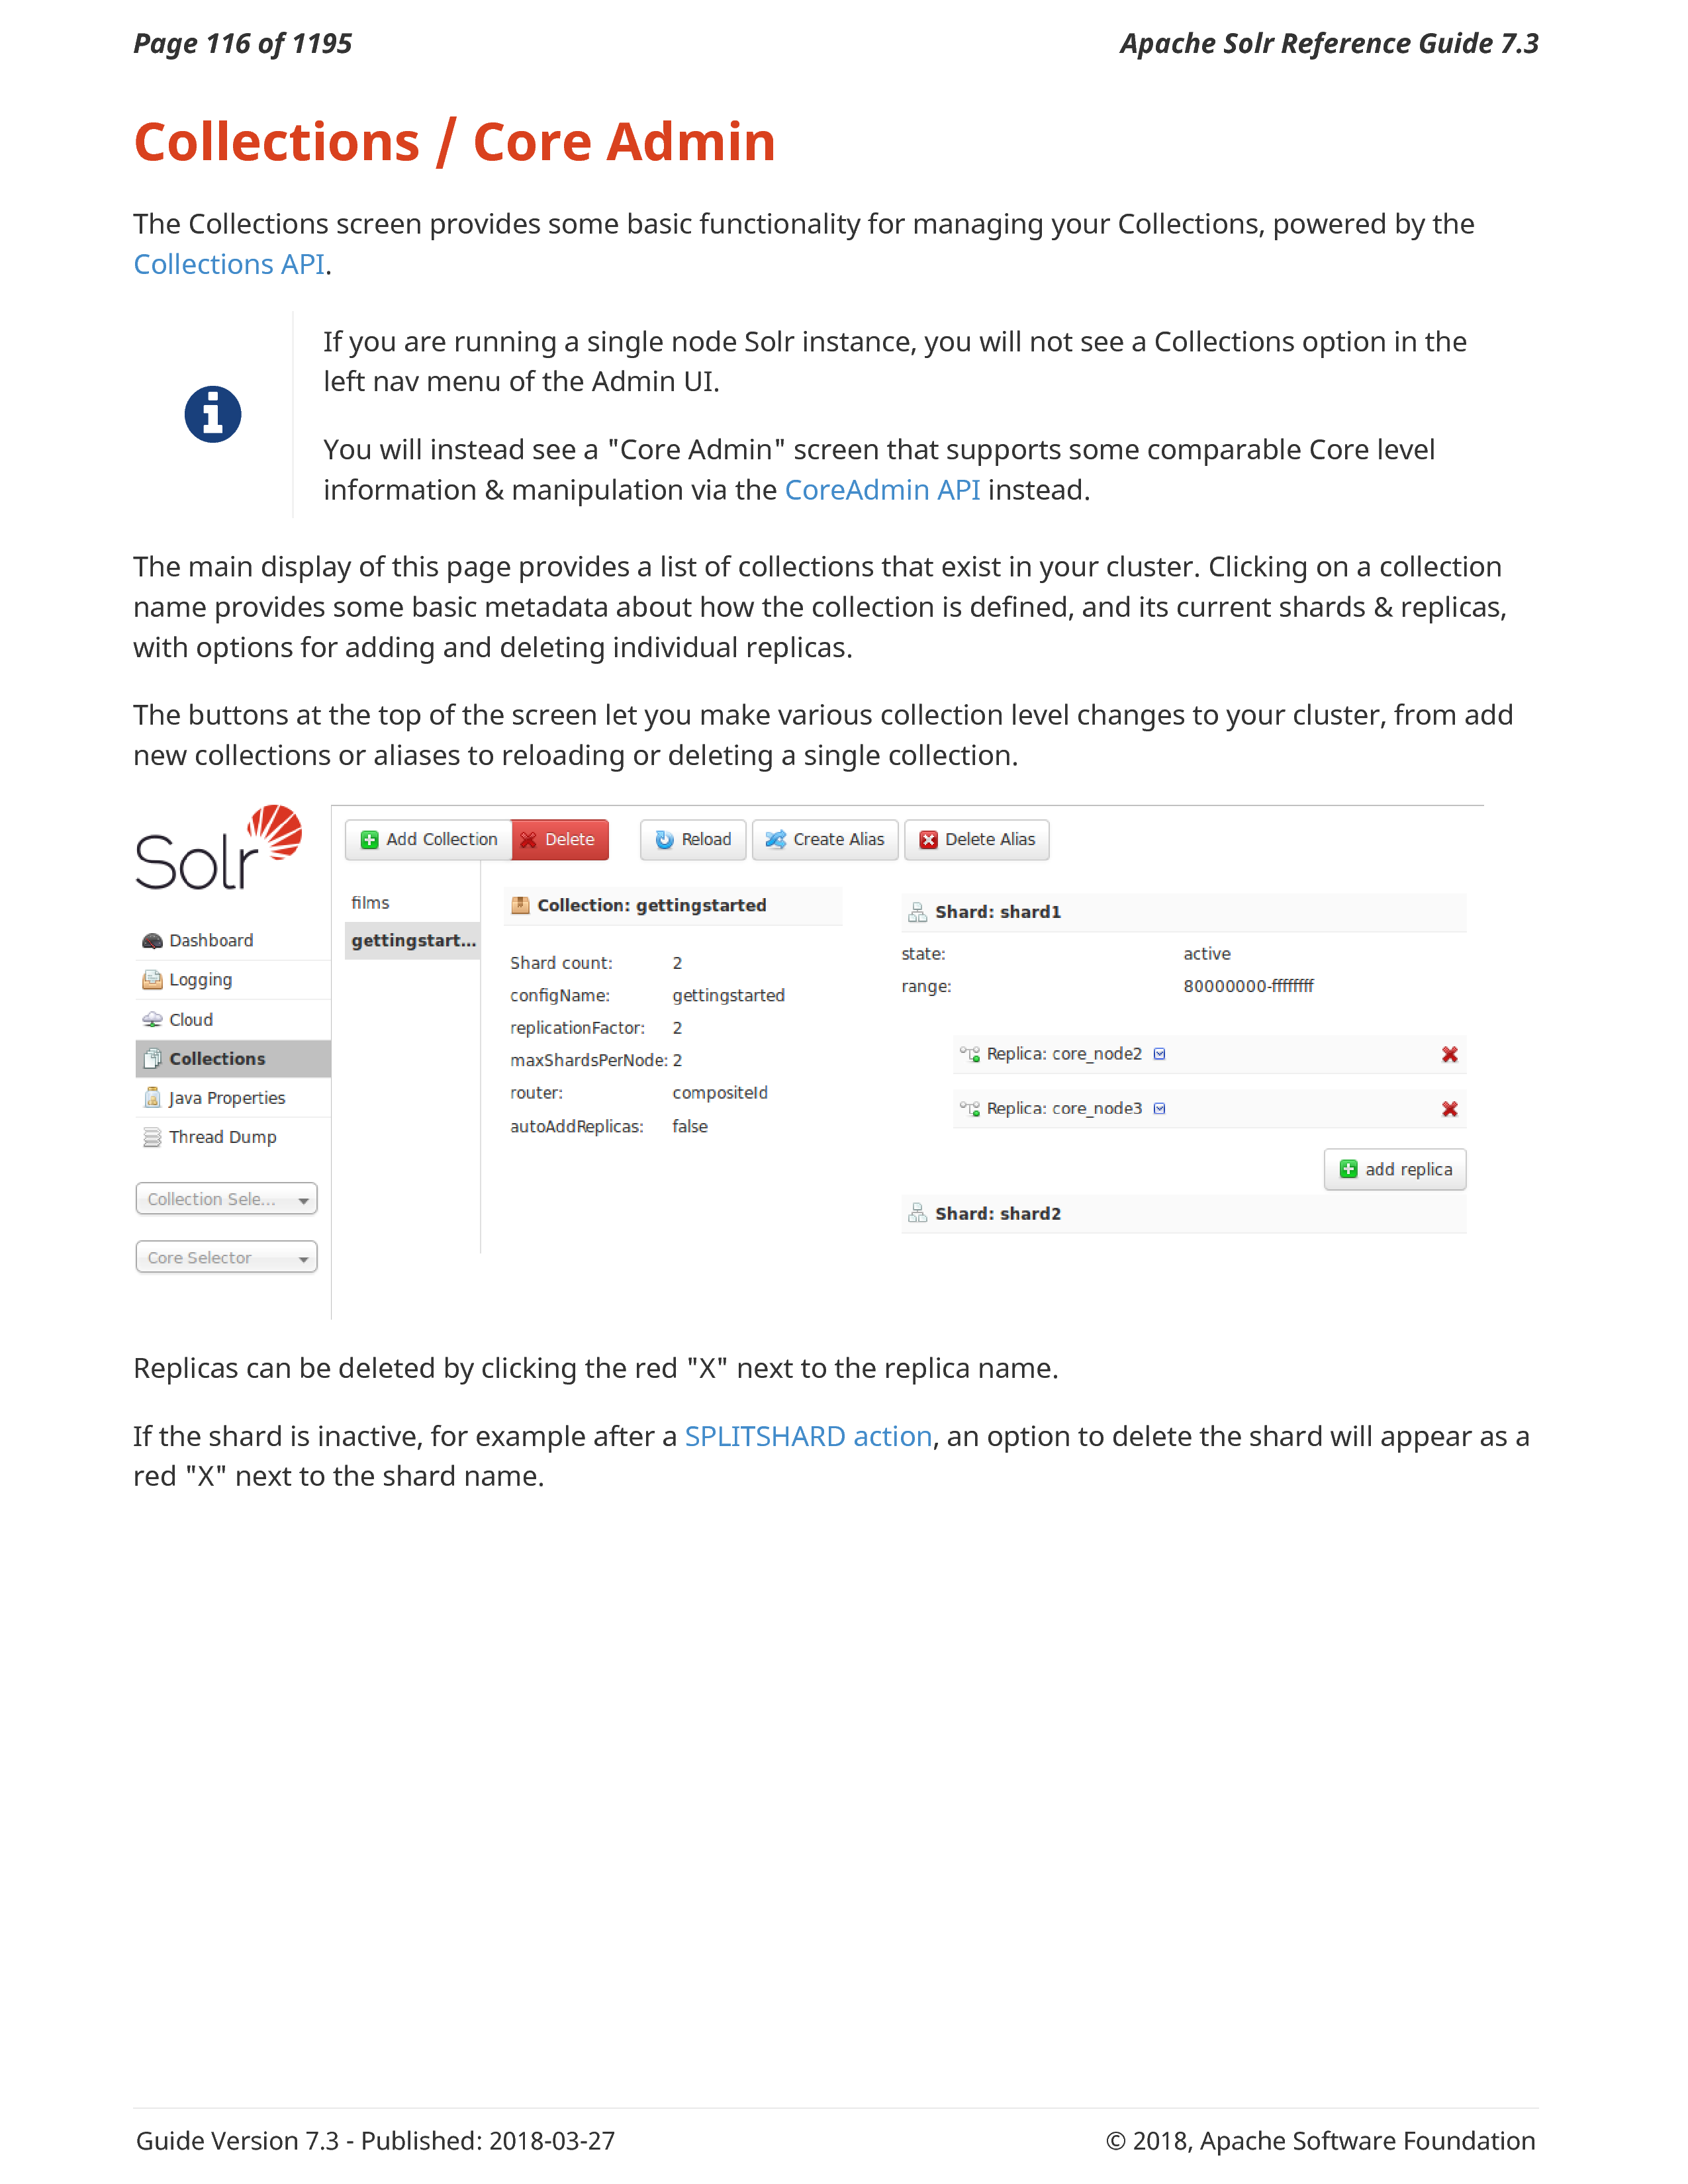 Page 116 of 1195
Apache Solr Reference Guide 7.3
Collections / Core Admin
The Collections screen provides some basic functionality for managing your Collections, powered by the
Collections API.
If you are running a single node Solr instance, you will not see a Collections option in the
left nav menu of the Admin UI.
You will instead see a "Core Admin" screen that supports some comparable Core level
information & manipulation via the CoreAdmin API instead.
The main display of this page provides a list of collections that exist in your cluster. Clicking on a collection
name provides some basic metadata about how the collection is defined, and its current shards & replicas,
with options for adding and deleting individual replicas.
The buttons at the top of the screen let you make various collection level changes to your cluster, from add
new collections or aliases to reloading or deleting a single collection.
Solr
Dashboard
Logging
Cloud
Collections
Java Properties
Thread Dump
Collection Sele...
Core Selector
Add Collection
Delete
Reload
Create Alias
Delete Alias
films
gettingstart...
Collection: gettingstarted
Shard count: 2
configName: gettingstarted
replicationFactor: 2
maxShardsPerNode: 2
router: compositeId
autoAddReplicas: false
Shard: shard1
state: active
range: 80000000-ffffffff
Replica: core_node2
Replica: core_node3
add replica
Shard: shard2
Replicas can be deleted by clicking the red "X" next to the replica name.
If the shard is inactive, for example after a SPLITSHARD action, an option to delete the shard will appear as a
red "X" next to the shard name.
Guide Version 7.3 - Published: 2018-03-27
© 2018, Apache Software Foundation